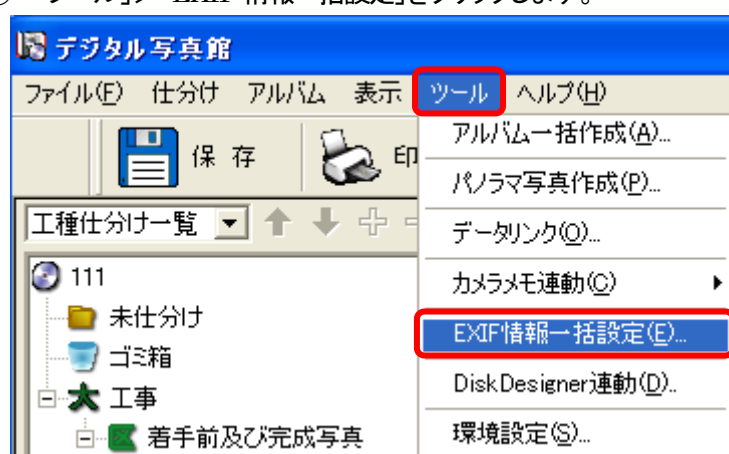 ツール」>「EXIF 情報一括設定」をクリックします。
デジタル写真館
ファイル(F) 仕分け アルバム 表示 ツール ヘルプ(H)
保存
印
アルバム一括作成(A)...
パノラマ写真作成(P)...
データリンク(O)...
カメラメモ連動(C)
EXIF情報一括設定(E)...
DiskDesigner連動(D)..
環境設定(S)...
工種仕分け一覧
111
未仕分け
ゴミ箱
工事
着手前及び完成写真